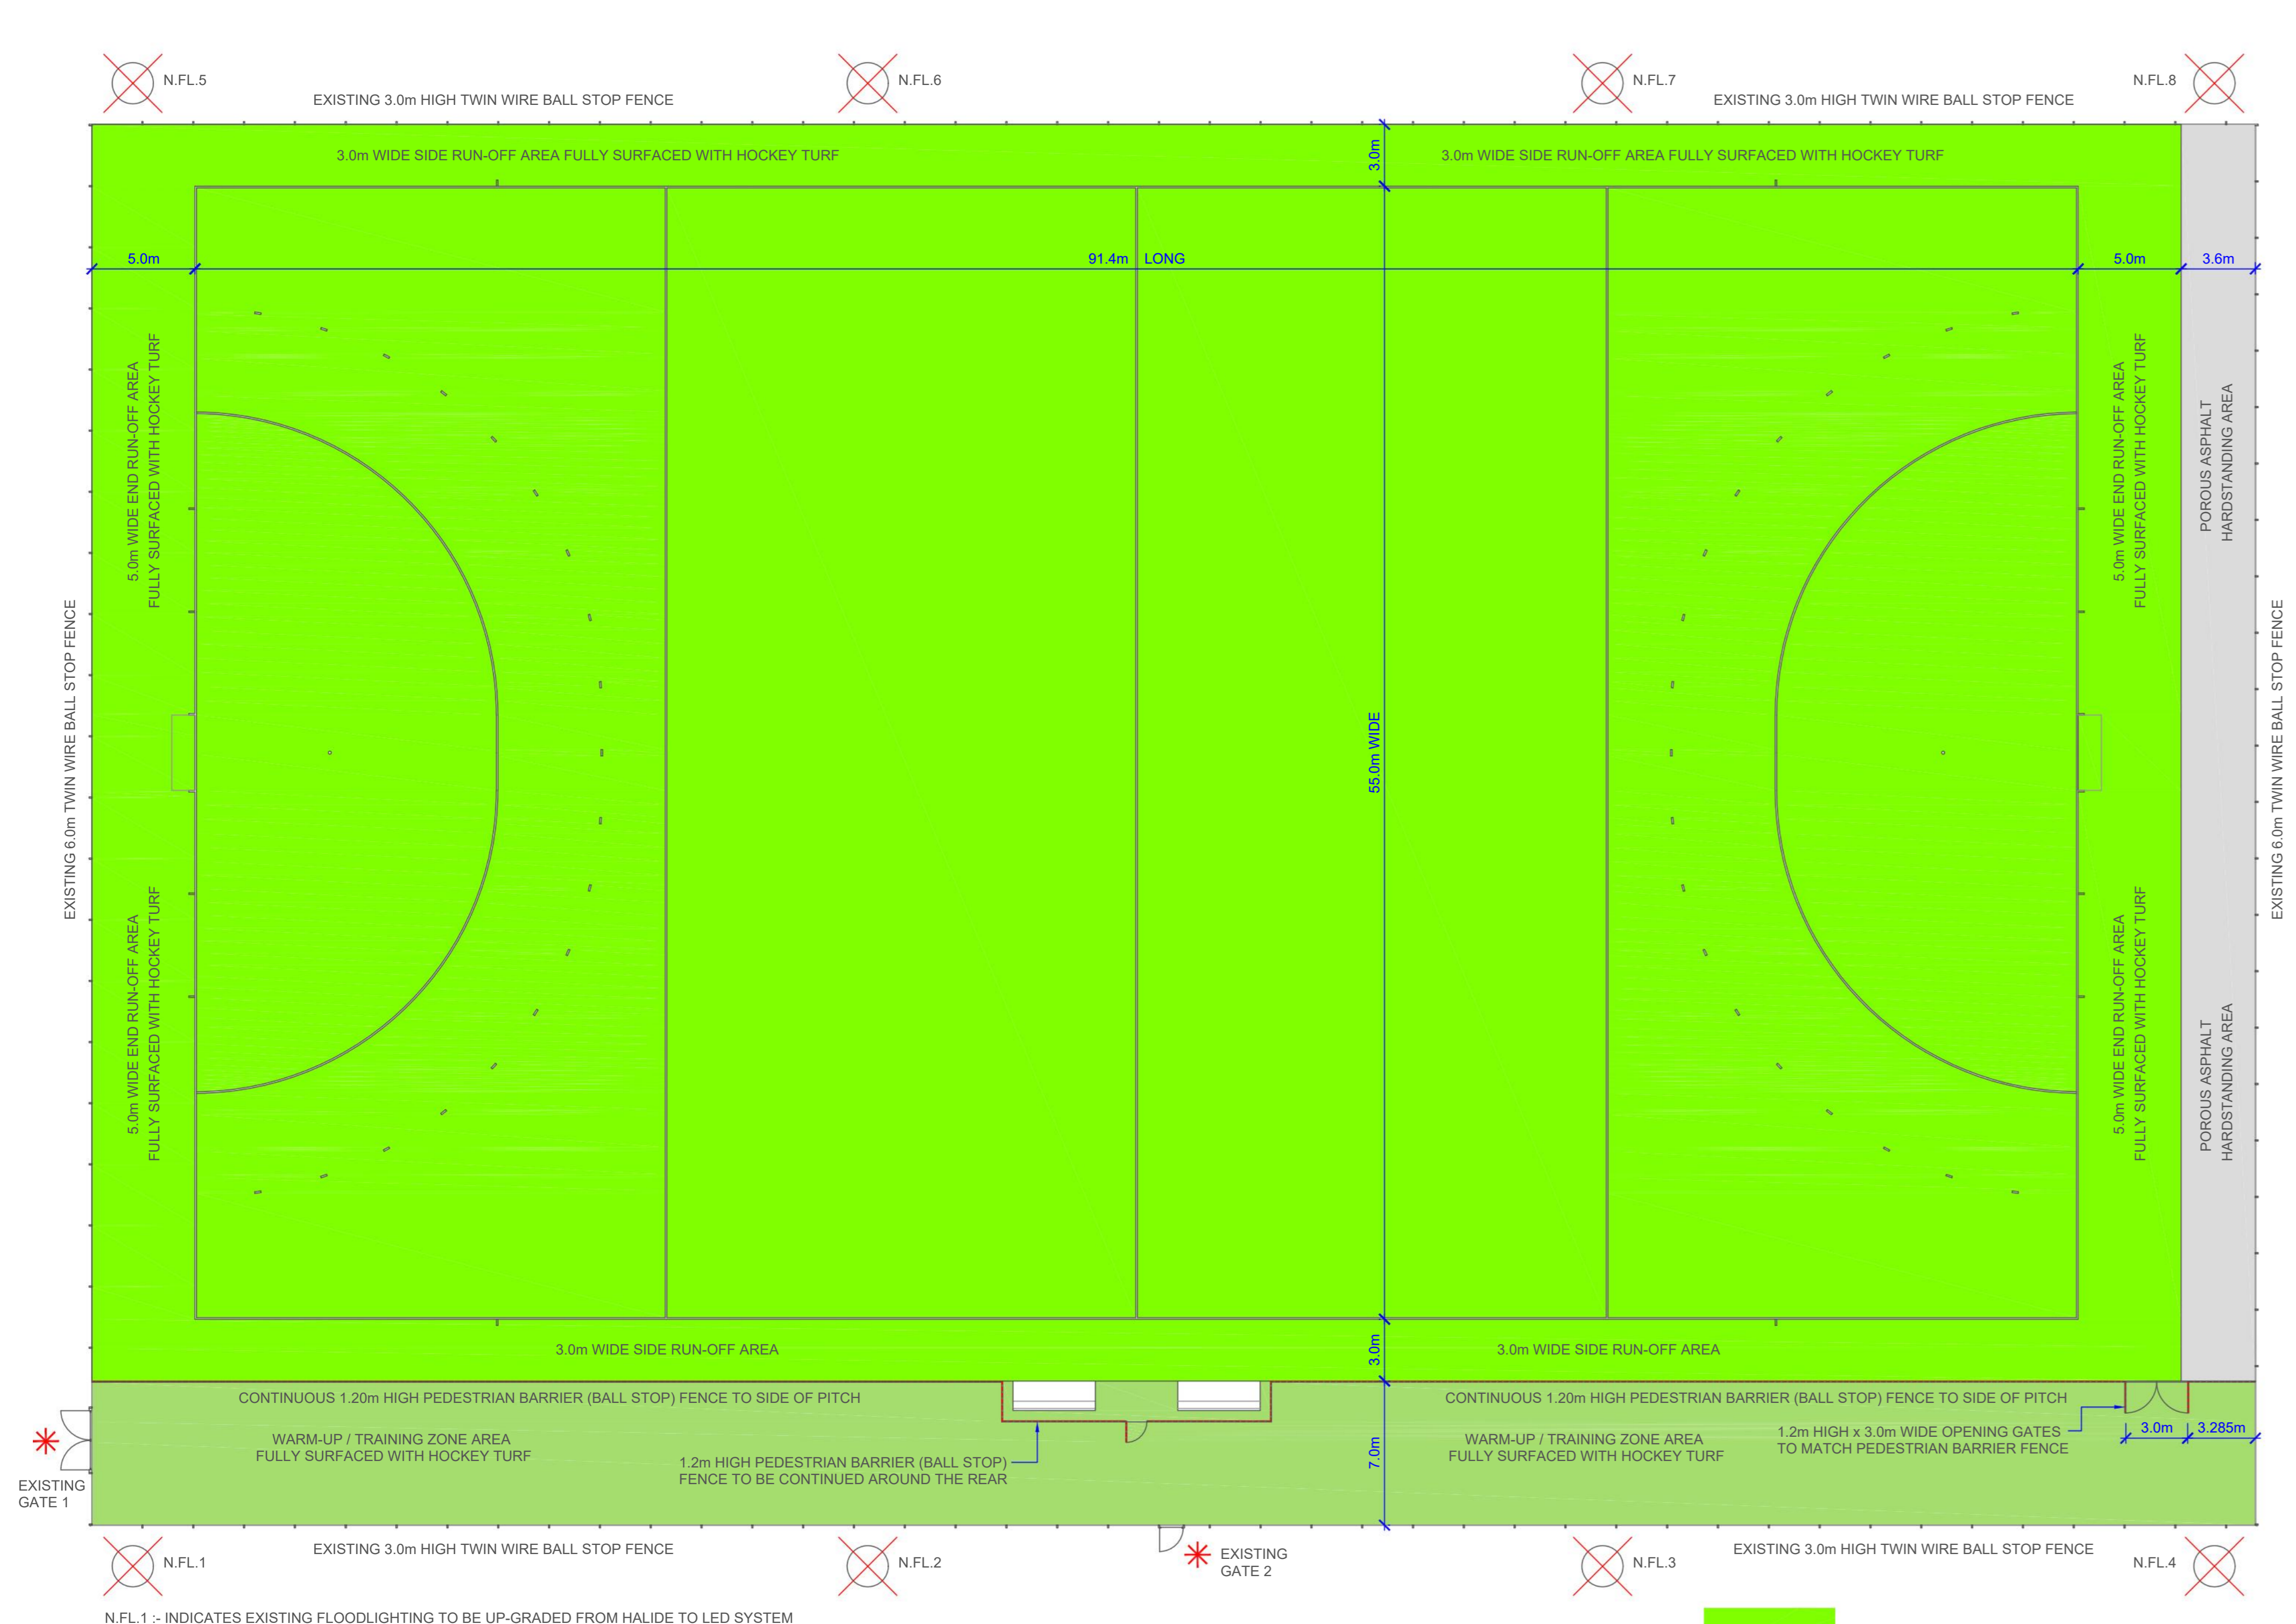 N.FL.5
N.FL.6
N.FL.7
N.FL.8
EXISTING 3.0m HIGH TWIN WIRE BALL STOP FENCE
EXISTING 3.0m HIGH TWIN WIRE BALL STOP FENCE
3.0m WIDE SIDE RUN-OFF AREA FULLY SURFACED WITH HOCKEY TURF
3.0m
3.0m WIDE SIDE RUN-OFF AREA FULLY SURFACED WITH HOCKEY TURF
5.0m
91.4m LONG
5.0m
3.6m
5.0m WIDE END RUN-OFF AREA
FULLY SURFACED WITH HOCKEY TURF
5.0m WIDE END RUN-OFF AREA
FULLY SURFACED WITH HOCKEY TURF
POROUS ASPHALT
HARDSTANDING AREA
EXISTING 6.0m TWIN WIRE BALL STOP FENCE
55.0m WIDE
EXISTING 6.0m TWIN WIRE BALL STOP FENCE
5.0m WIDE END RUN-OFF AREA
FULLY SURFACED WITH HOCKEY TURF
5.0m WIDE END RUN-OFF AREA
FULLY SURFACED WITH HOCKEY TURF
POROUS ASPHALT
HARDSTANDING AREA
3.0m WIDE SIDE RUN-OFF AREA
3.0m
3.0m WIDE SIDE RUN-OFF AREA
CONTINUOUS 1.20m HIGH PEDESTRIAN BARRIER (BALL STOP) FENCE TO SIDE OF PITCH
CONTINUOUS 1.20m HIGH PEDESTRIAN BARRIER (BALL STOP) FENCE TO SIDE OF PITCH
WARM-UP / TRAINING ZONE AREA
FULLY SURFACED WITH HOCKEY TURF
1.2m HIGH PEDESTRIAN BARRIER (BALL STOP)
FENCE TO BE CONTINUED AROUND THE REAR
7.0m
WARM-UP / TRAINING ZONE AREA
FULLY SURFACED WITH HOCKEY TURF
1.2m HIGH x 3.0m WIDE OPENING GATES
TO MATCH PEDESTRIAN BARRIER FENCE
3.0m
3.285m
EXISTING
GATE 1
EXISTING
GATE 2
N.FL.1
EXISTING 3.0m HIGH TWIN WIRE BALL STOP FENCE
N.FL.2
N.FL.3
EXISTING 3.0m HIGH TWIN WIRE BALL STOP FENCE
N.FL.4
N.FL.1 :- INDICATES EXISTING FLOODLIGHTING TO BE UP-GRADED FROM HALIDE TO LED SYSTEM